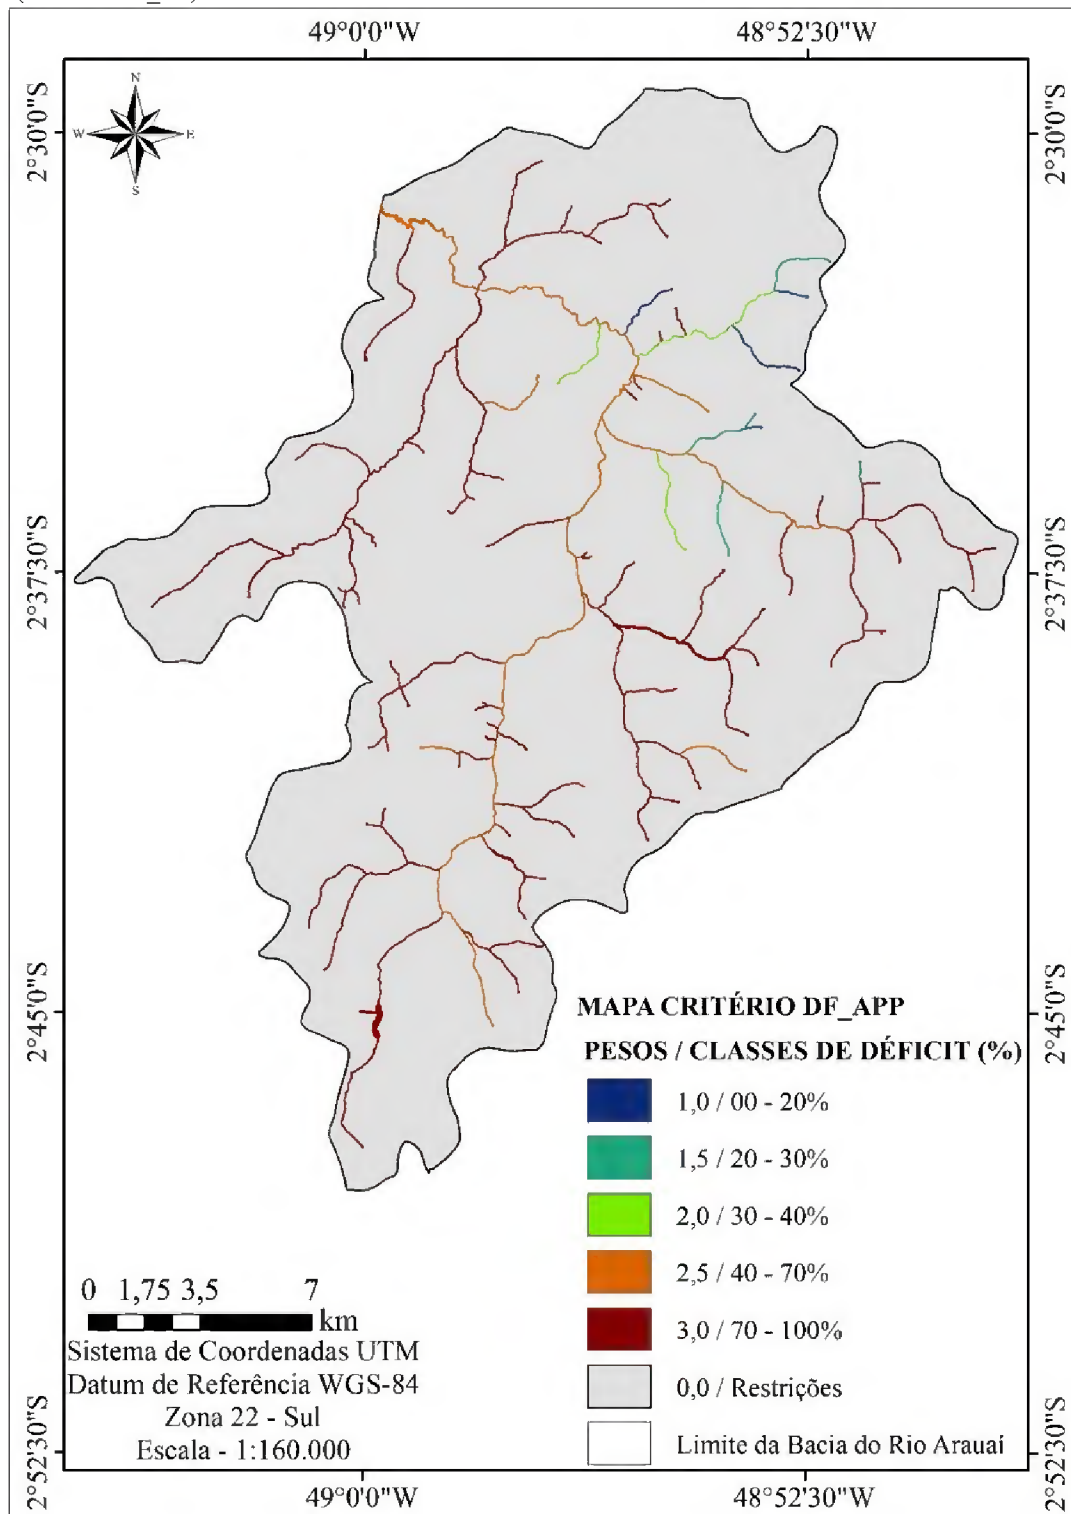 49°0'0"W 48°52'30"W
2°30'0"S 2°30'0"S
N
W E
S
2°37'30"S 2°37'30"S
2°45'0"S 2°45'0"S
MAPA CRITÉRIO DF_APP
PESOS / CLASSES DE DÉFICIT (%)
1,0 / 00 - 20%
1,5 / 20 - 30%
2,0 / 30 - 40%
2,5 / 40 - 70%
3,0 / 70 - 100%
0,0 / Restrições
Limite da Bacia do Rio Arauaí
0 1,75 3,5 7
km
Sistema de Coordenadas UTM
Datum de Referência WGS-84
Zona 22 - Sul
Escala - 1:160.000
2°52'30"S 2°52'30"S
49°0'0"W 48°52'30"W